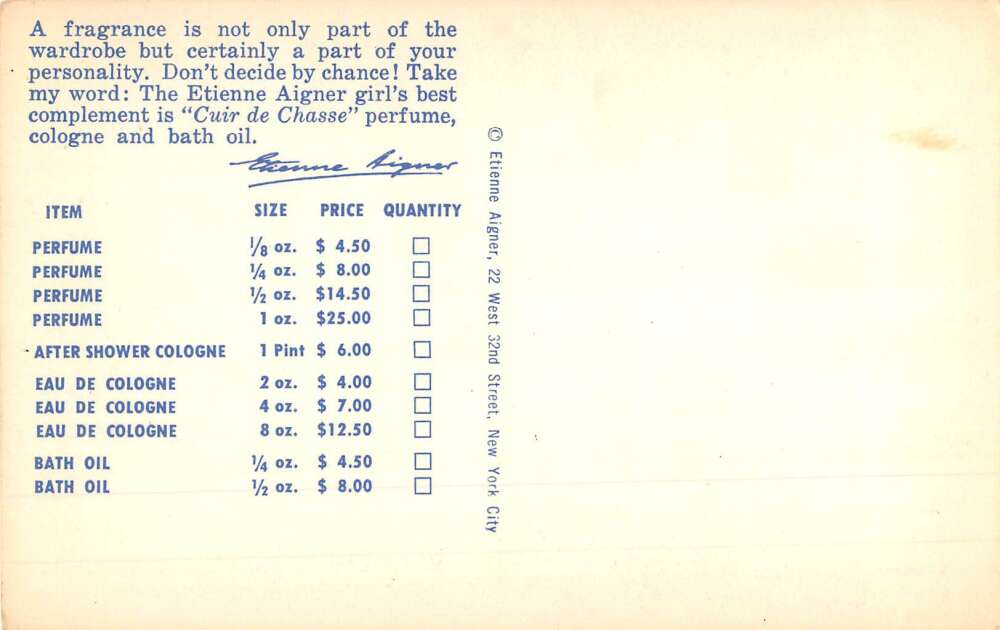 A fragrance is not only part of the
wardrobe but certainly a part of your
personality. Don't decide by chance! Take
my word: The Etienne Aigner girl's best
complement is "Cuir de Chasse" perfume,
cologne and bath oil.
Etienne Aigner
ITEM SIZE PRICE QUANTITY
PERFUME 1/8 oz. $ 4.50 ☐
PERFUME 1/4 oz. $ 8.00 ☐
PERFUME 1/2 oz. $14.50 ☐
PERFUME 1 oz. $25.00 ☐
AFTER SHOWER COLOGNE 1 Pint $ 6.00 ☐
EAU DE COLOGNE 2 oz. $ 4.00 ☐
EAU DE COLOGNE 4 oz. $ 7.00 ☐
EAU DE COLOGNE 8 oz. $12.50 ☐
BATH OIL 1/4 oz. $ 4.50 ☐
BATH OIL 1/2 oz. $ 8.00 ☐
© Etienne Aigner, 22 West 32nd Street, New York City